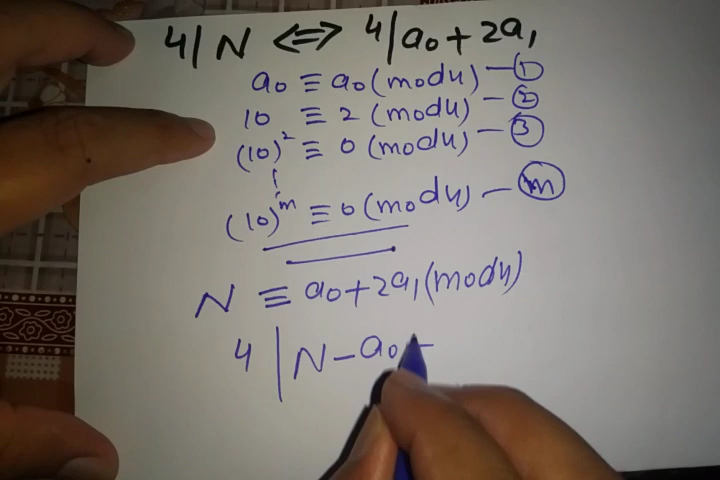 4|N ⇔ 4|a₀+2a₁
a₀ ≡ a₀ (mod4) — ①
10 ≡ 2 (mod4) — ②
(10)² ≡ 0 (mod4) — ③
(10)ᵐ ≡ 0 (mod4) — ⓜ
N ≡ a₀+2a₁ (mod4)
4 | N-a₀-